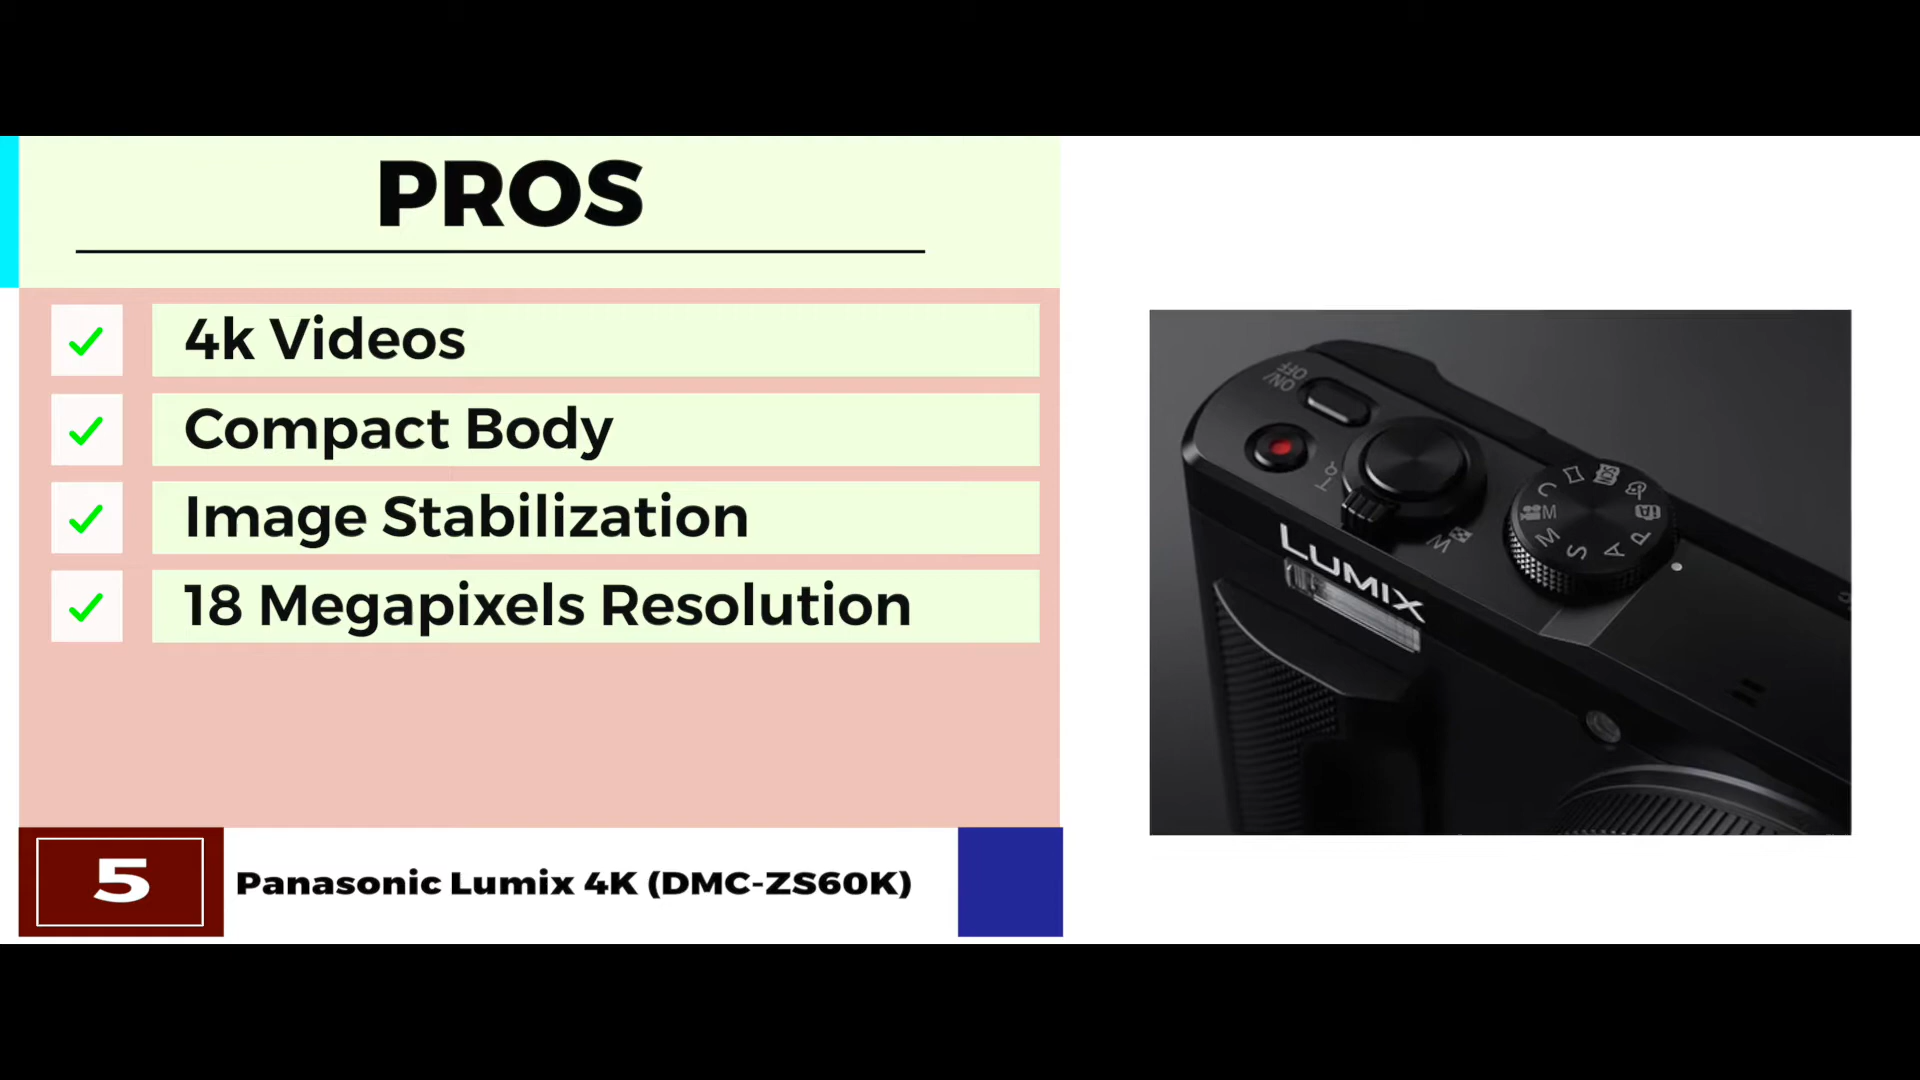 PROS
4k Videos
Compact Body
Image Stabilization
18 Megapixels Resolution
5
Panasonic Lumix 4K (DMC-ZS60K)
ON/
OFF
T
W
LUMIX
C
M
M
S
A
P
iA